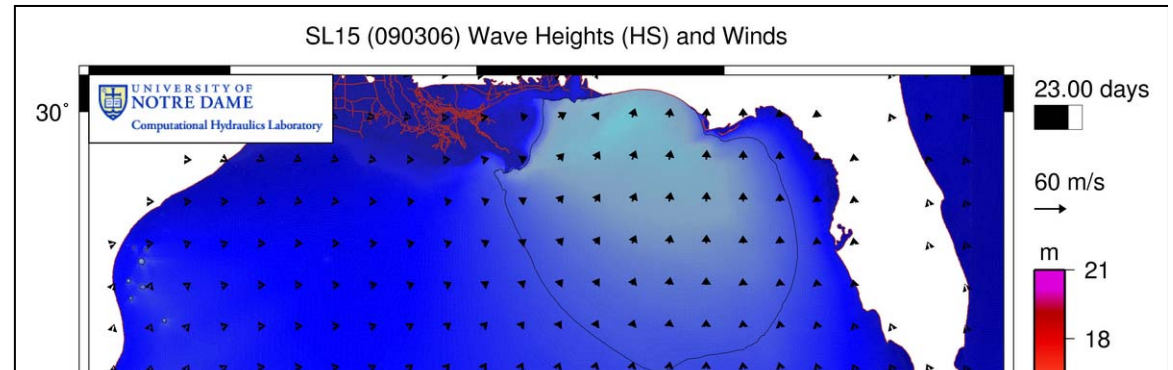 SL15 (090306) Wave Heights (HS) and Winds
UNIVERSITY OF
NOTRE DAME
Computational Hydraulics Laboratory
30°
23.00 days
60 m/s
m
21
18